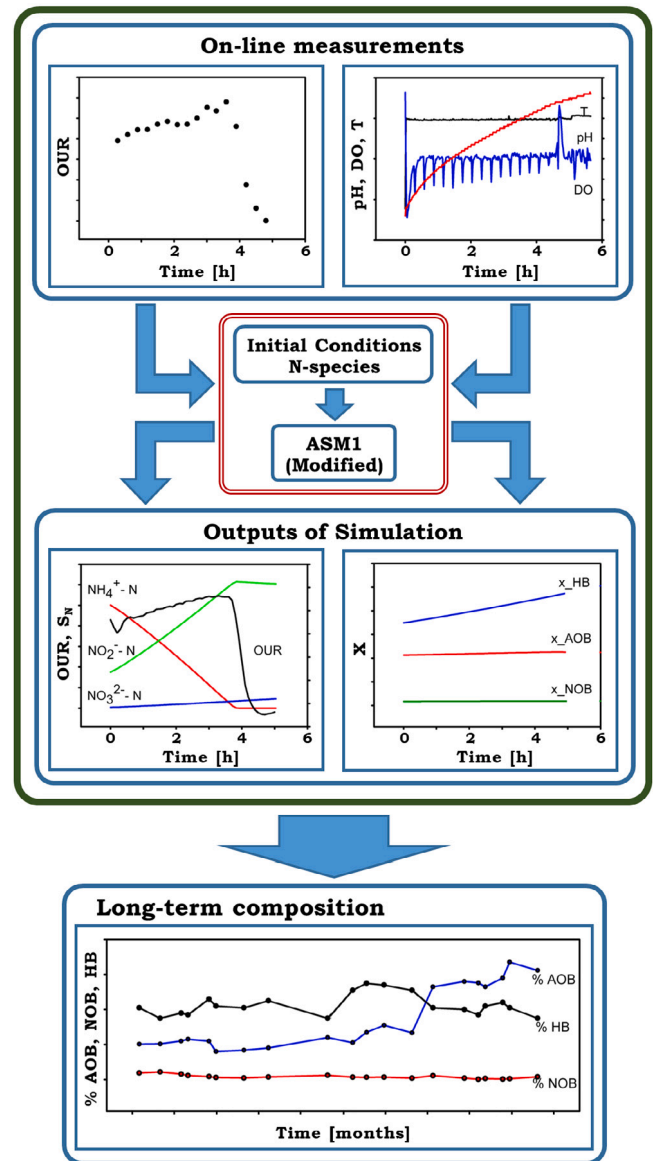 On-line measurements
OUR
0
2
4
6
Time [h]
pH, DO, T
T
pH
DO
0
2
4
6
Time [h]
Initial Conditions
N-species
ASM1
(Modified)
Outputs of Simulation
OUR, S_N
NH₄⁺- N
NO₂⁻- N
NO₃²⁻- N
OUR
0
2
4
6
Time [h]
X
x_HB
x_AOB
x_NOB
0
2
4
6
Time [h]
Long-term composition
% AOB, NOB, HB
% AOB
% HB
% NOB
Time [months]